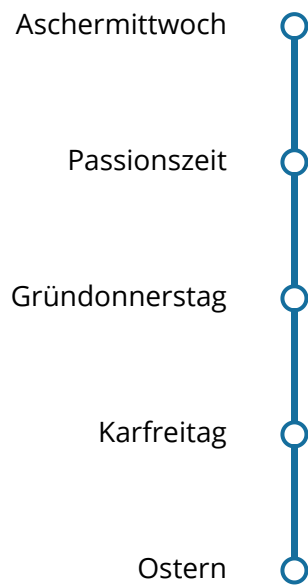 Aschermittwoch
Passionszeit
Gründonnerstag
Karfreitag
Ostern